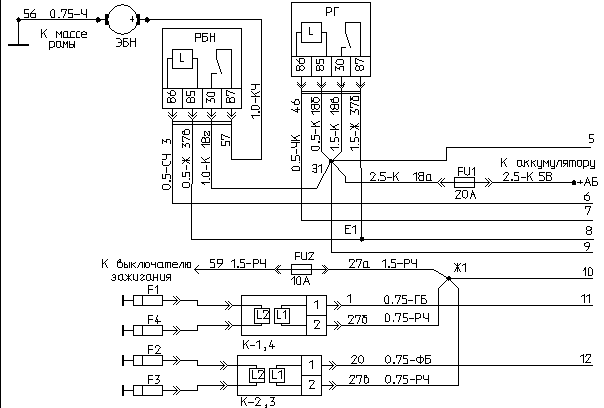 56 0.75-Ч
К массе
рамы
ЭБН
+
РБН
L
В6
В5
30
В7
1.0-КЧ
РГ
L
86
85
30
87
0.5-СЧ 3
0.5-Ж 37б
1.0-К 18г
57
0.5-ЧК 46
0.5-К 18б
1.5-К 18в
1.5-Ж 37б
Э1
5
К аккумулятору
2.5-К 18а
FU1
20А
2.5-К 5В
+АБ
6
7
Е1
8
9
К выключателю
зажигания
59 1.5-РЧ
FU2
10А
27а 1.5-РЧ
Ж1
10
F1
F4
L2
L1
1
2
1 0.75-ГБ
27б 0.75-РЧ
11
К-1,4
F2
F3
L2
L1
1
2
20 0.75-ФБ
27в 0.75-РЧ
12
К-2,3